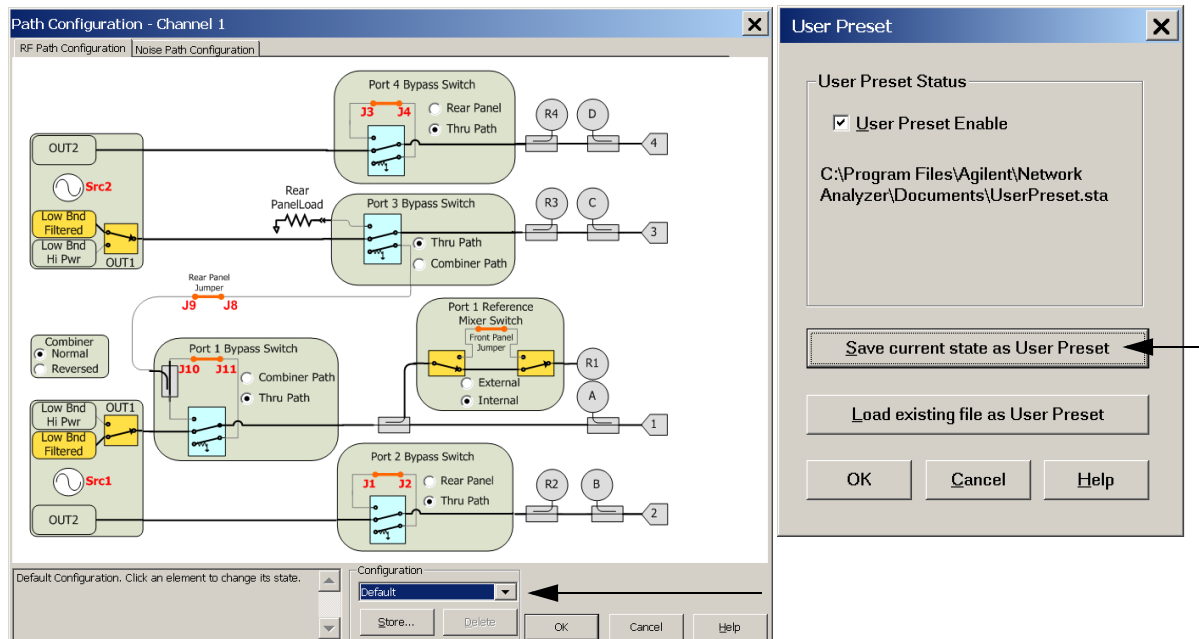 Path Configuration - Channel 1
RF Path Configuration
Noise Path Configuration
Port 4 Bypass Switch
J3
J4
Rear Panel
Thru Path
R4
D
4
OUT2
Src2
Low Bnd
Filtered
Low Bnd
Hi Pwr
OUT1
Rear
PanelLoad
Port 3 Bypass Switch
Thru Path
Combiner Path
R3
C
3
Rear Panel
Jumper
J9
J8
Port 1 Reference
Mixer Switch
Front Panel
Jumper
External
Internal
R1
A
1
Combiner
Normal
Reversed
Port 1 Bypass Switch
J10
J11
Combiner Path
Thru Path
Low Bnd
Hi Pwr
OUT1
Low Bnd
Filtered
Src1
OUT2
Port 2 Bypass Switch
J1
J2
Rear Panel
Thru Path
R2
B
2
Default Configuration. Click an element to change its state.
Configuration
Default
Store...
Delete
OK
Cancel
Help
User Preset
User Preset Status
User Preset Enable
C:\Program Files\Agilent\Network
Analyzer\Documents\UserPreset.sta
Save current state as User Preset
Load existing file as User Preset
OK
Cancel
Help